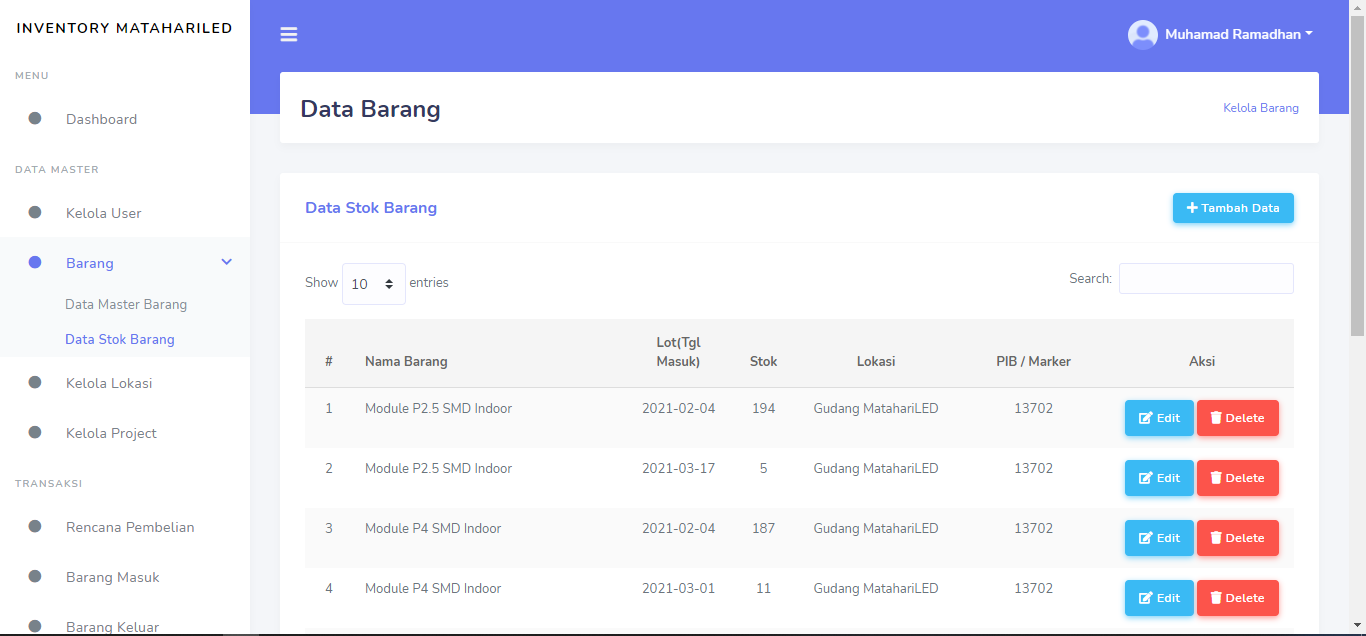 INVENTORY MATAHARILED
MENU
Dashboard
DATA MASTER
Kelola User
Barang
Data Master Barang
Data Stok Barang
Kelola Lokasi
Kelola Project
TRANSAKSI
Rencana Pembelian
Barang Masuk
Barang Keluar
Muhamad Ramadhan
Data Barang
Kelola Barang
Data Stok Barang
Tambah Data
Show 10 entries
Search:
# Nama Barang Lot(Tgl Masuk) Stok Lokasi PIB / Marker Aksi
1 Module P2.5 SMD Indoor 2021-02-04 194 Gudang MatahariLED 13702 Edit Delete
2 Module P2.5 SMD Indoor 2021-03-17 5 Gudang MatahariLED 13702 Edit Delete
3 Module P4 SMD Indoor 2021-02-04 187 Gudang MatahariLED 13702 Edit Delete
4 Module P4 SMD Indoor 2021-03-01 11 Gudang MatahariLED 13702 Edit Delete